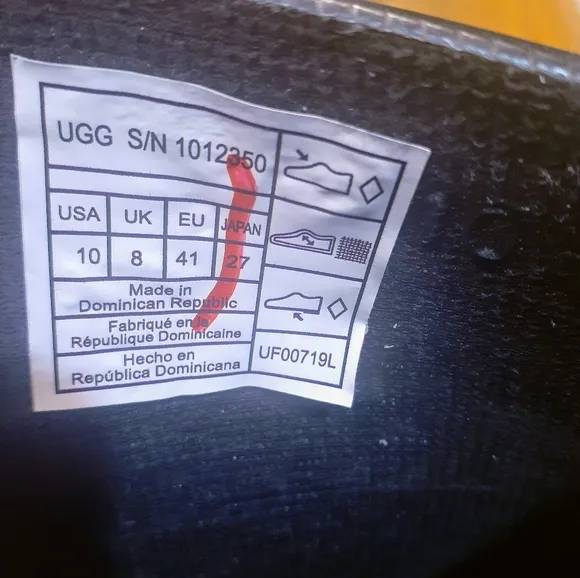 UGG S/N 1012350
USA UK EU JAPAN
10 8 41 27
Made in
Dominican Republic
Fabriqué en la
République Dominicaine
Hecho en
República Dominicana
UF00719L